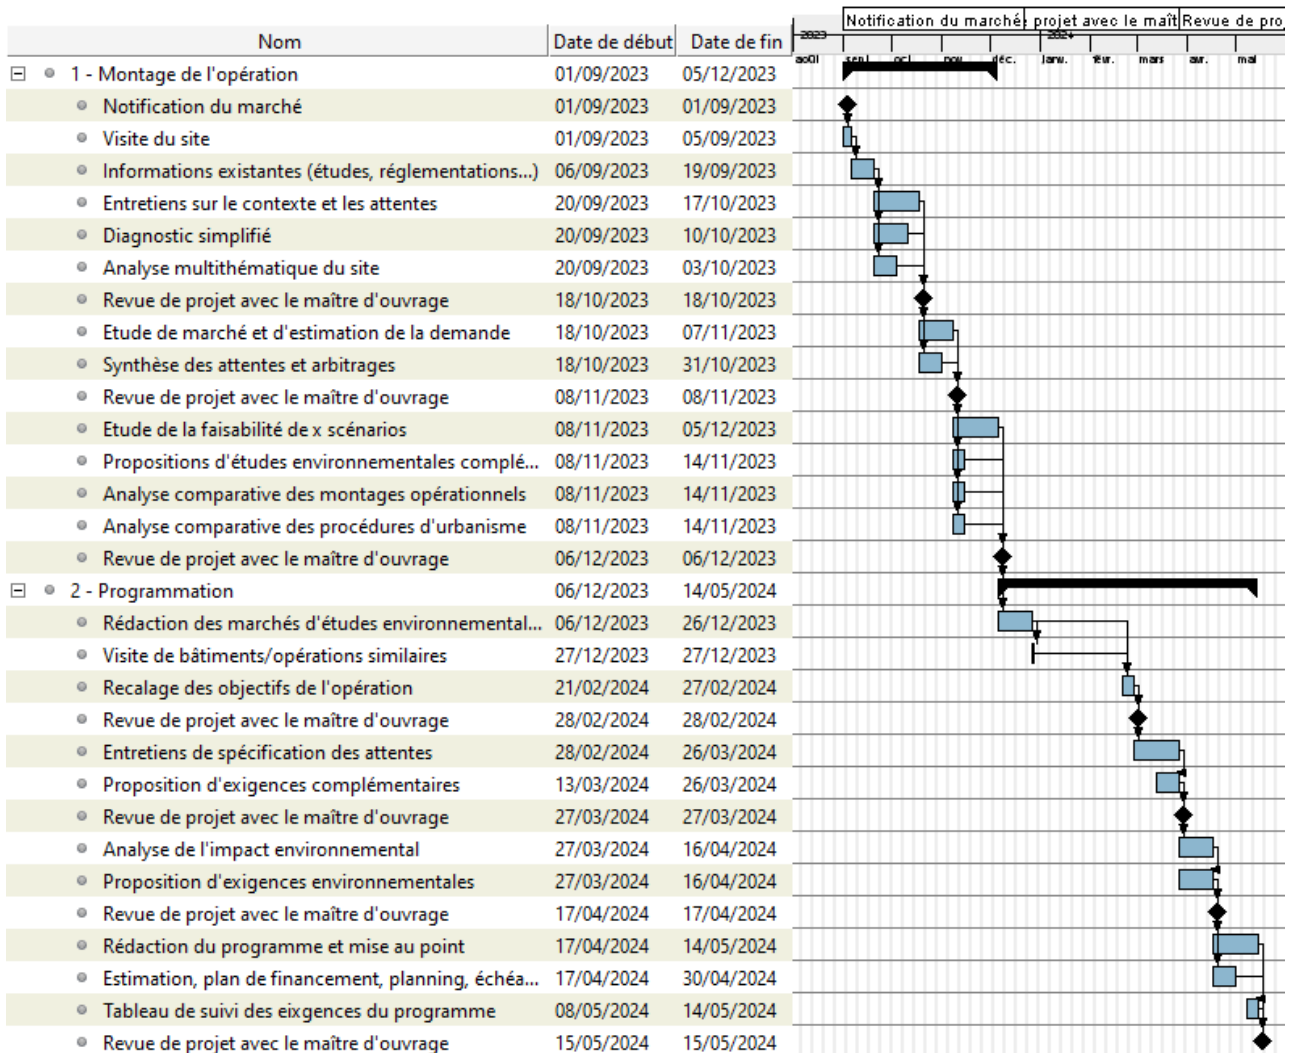 Notification du marché projet avec le maît Revue de pro
Nom Date de début Date de fin 2023 2024
août sep. oct. nov. déc. janv. févr. mars avr. mai
1 - Montage de l'opération 01/09/2023 05/12/2023
Notification du marché 01/09/2023 01/09/2023
Visite du site 01/09/2023 05/09/2023
Informations existantes (études, réglementations...) 06/09/2023 19/09/2023
Entretiens sur le contexte et les attentes 20/09/2023 17/10/2023
Diagnostic simplifié 20/09/2023 10/10/2023
Analyse multithématique du site 20/09/2023 03/10/2023
Revue de projet avec le maître d'ouvrage 18/10/2023 18/10/2023
Etude de marché et d'estimation de la demande 18/10/2023 07/11/2023
Synthèse des attentes et arbitrages 18/10/2023 31/10/2023
Revue de projet avec le maître d'ouvrage 08/11/2023 08/11/2023
Etude de la faisabilité de x scénarios 08/11/2023 05/12/2023
Propositions d'études environnementales complé... 08/11/2023 14/11/2023
Analyse comparative des montages opérationnels 08/11/2023 14/11/2023
Analyse comparative des procédures d'urbanisme 08/11/2023 14/11/2023
Revue de projet avec le maître d'ouvrage 06/12/2023 06/12/2023
2 - Programmation 06/12/2023 14/05/2024
Rédaction des marchés d'études environnemental... 06/12/2023 26/12/2023
Visite de bâtiments/opérations similaires 27/12/2023 27/12/2023
Recalage des objectifs de l'opération 21/02/2024 27/02/2024
Revue de projet avec le maître d'ouvrage 28/02/2024 28/02/2024
Entretiens de spécification des attentes 28/02/2024 26/03/2024
Proposition d'exigences complémentaires 13/03/2024 26/03/2024
Revue de projet avec le maître d'ouvrage 27/03/2024 27/03/2024
Analyse de l'impact environnemental 27/03/2024 16/04/2024
Proposition d'exigences environnementales 27/03/2024 16/04/2024
Revue de projet avec le maître d'ouvrage 17/04/2024 17/04/2024
Rédaction du programme et mise au point 17/04/2024 14/05/2024
Estimation, plan de financement, planning, échéa... 17/04/2024 30/04/2024
Tableau de suivi des eixgences du programme 08/05/2024 14/05/2024
Revue de projet avec le maître d'ouvrage 15/05/2024 15/05/2024